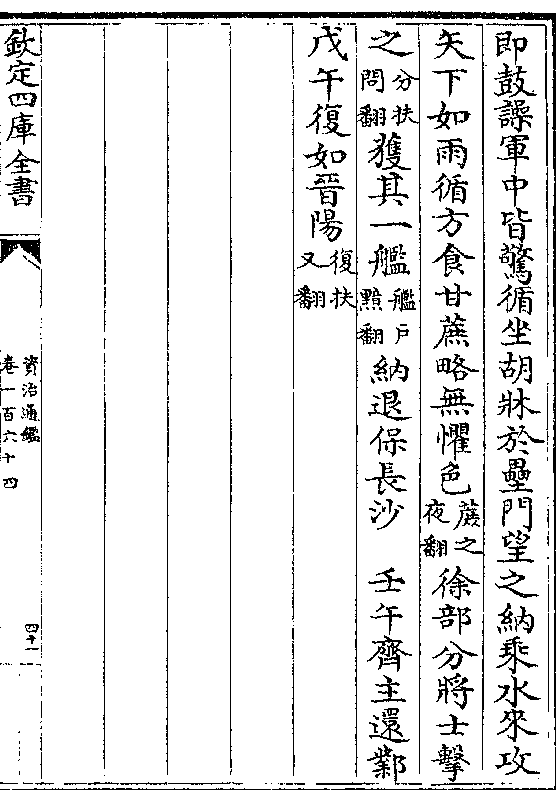 即鼓譟軍中皆驚循坐胡牀於壘門望之納乘水來攻
矢下如雨循方食甘蔗略無懼色蔗之夜翻徐部分將士擊
之分扶問翻獲其一艦艦戶黯翻納退保長沙 壬午齊主還鄴
戊午復如晉陽復扶又翻
欽定四庫全書
資治通鑑
卷一百六十四
四十一